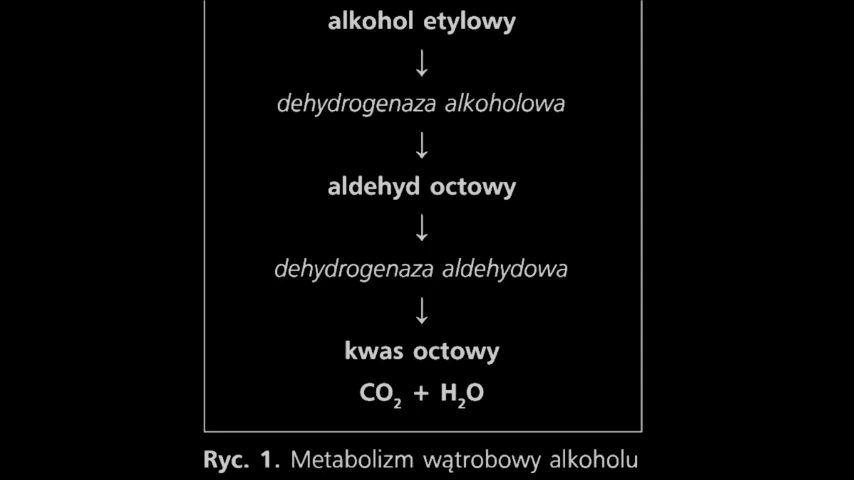 alkohol etylowy
↓
dehydrogenaza alkoholowa
↓
aldehyd octowy
↓
dehydrogenaza aldehydowa
↓
kwas octowy
CO₂ + H₂O
Ryc. 1. Metabolizm wątrobowy alkoholu